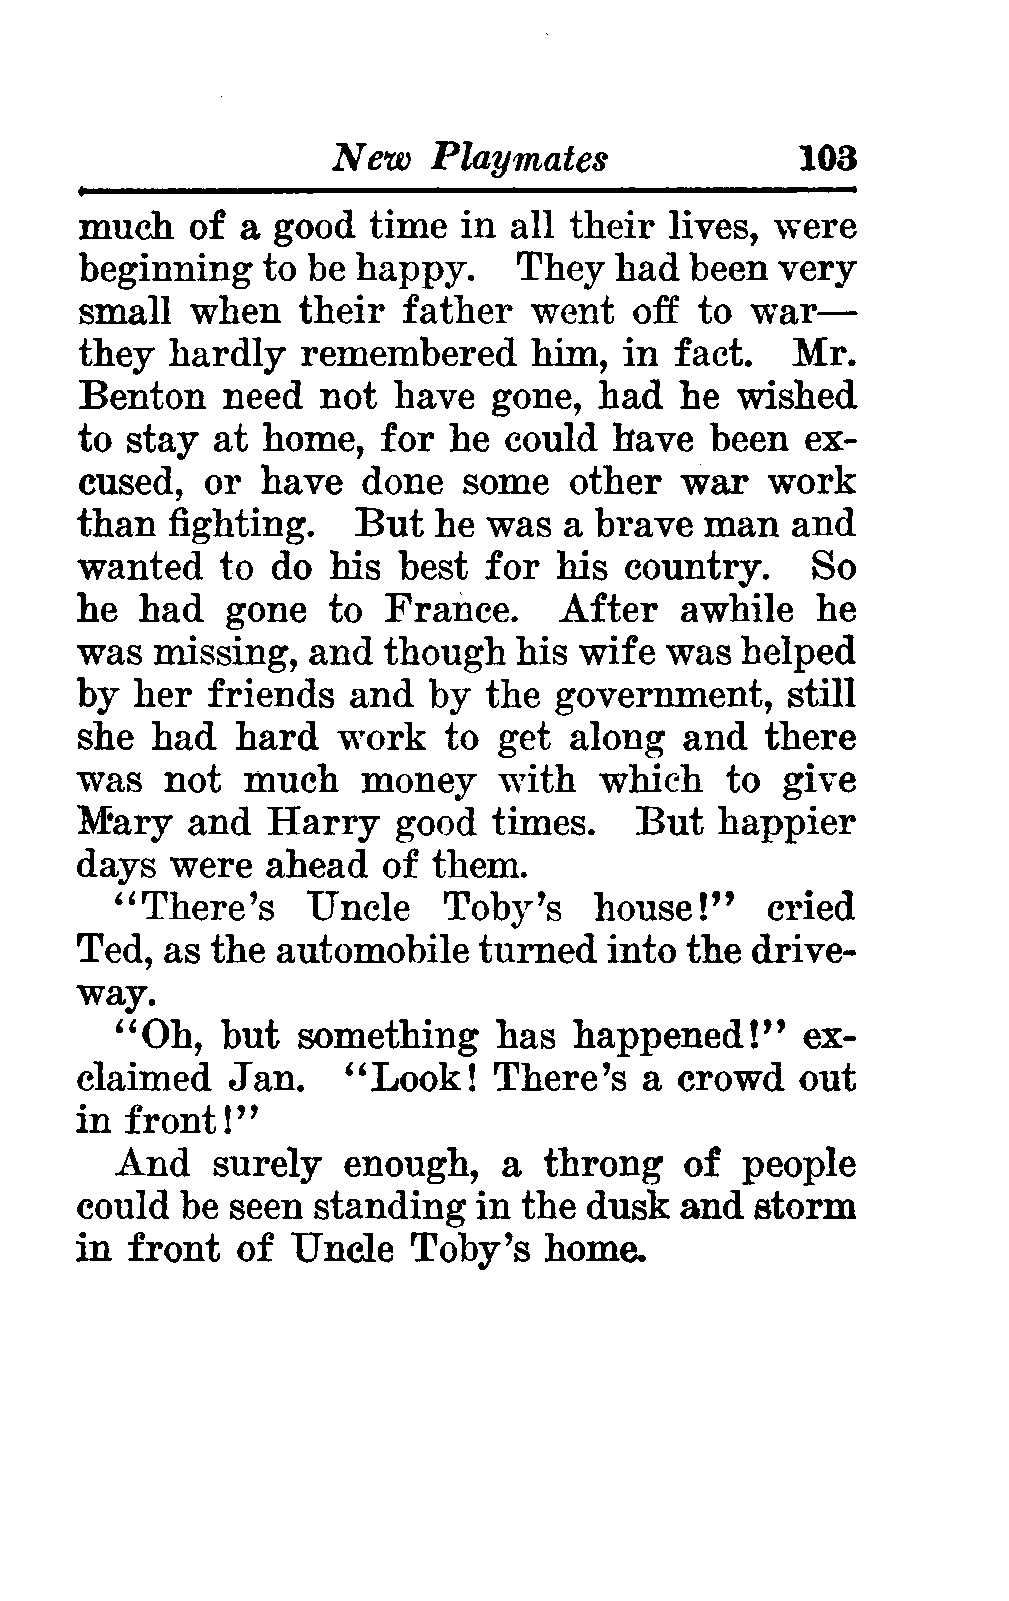 New Playmates 103
much of a good time in all their lives, were
beginning to be happy. They had been very
small when their father went off to war—
they hardly remembered him, in fact. Mr.
Benton need not have gone, had he wished
to stay at home, for he could have been ex-
cused, or have done some other war work
than fighting. But he was a brave man and
wanted to do his best for his country. So
he had gone to France. After awhile he
was missing, and though his wife was helped
by her friends and by the government, still
she had hard work to get along and there
was not much money with which to give
Mary and Harry good times. But happier
days were ahead of them.
“There’s Uncle Toby’s house!” cried
Ted, as the automobile turned into the drive-
way.
“Oh, but something has happened!” ex-
claimed Jan. “Look! There’s a crowd out
in front!”
And surely enough, a throng of people
could be seen standing in the dusk and storm
in front of Uncle Toby’s home.